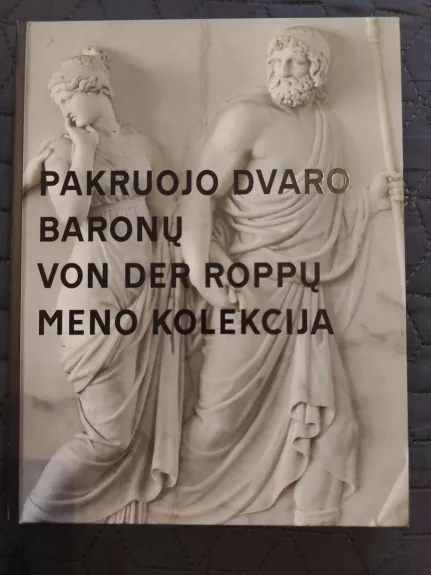 PAKRUOJO DVARO
BARONŲ
VON DER ROPPŲ
MENO KOLEKCIJA